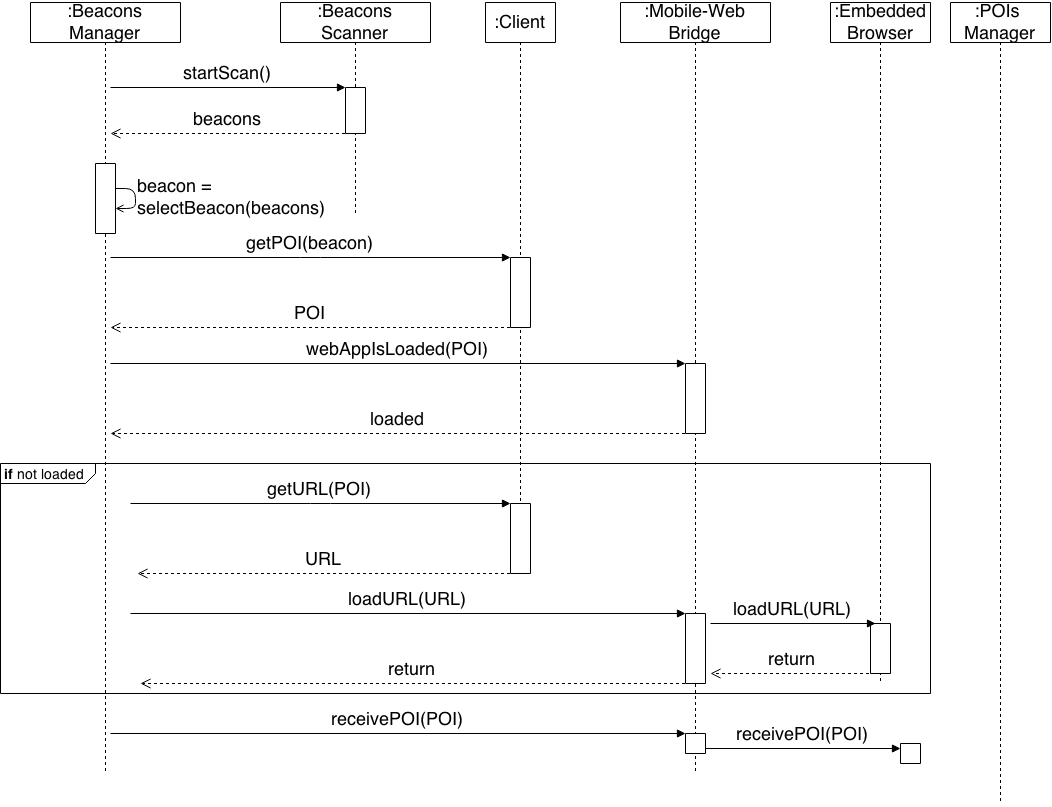 :Beacons
Manager
:Beacons
Scanner
:Client
:Mobile-Web
Bridge
:Embedded
Browser
:POIs
Manager
startScan()
beacons
beacon =
selectBeacon(beacons)
getPOI(beacon)
POI
webAppIsLoaded(POI)
loaded
if not loaded
getURL(POI)
URL
loadURL(URL)
loadURL(URL)
return
return
receivePOI(POI)
receivePOI(POI)